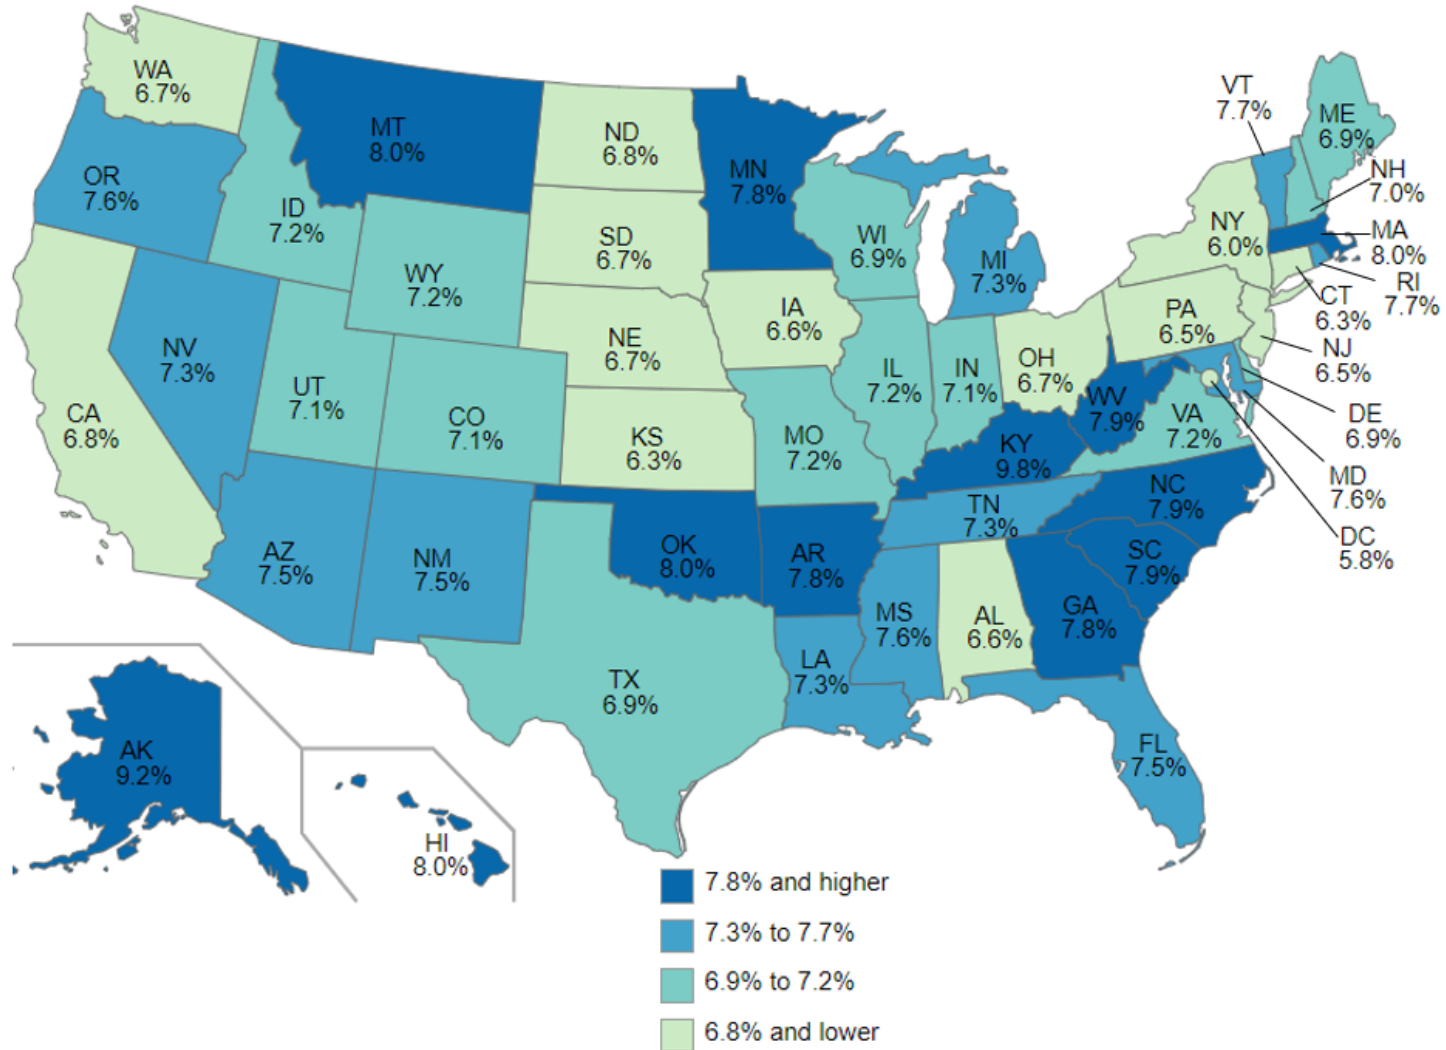 WA
6.7%
OR
7.6%
CA
6.8%
NV
7.3%
ID
7.2%
MT
8.0%
WY
7.2%
UT
7.1%
CO
7.1%
AZ
7.5%
NM
7.5%
ND
6.8%
SD
6.7%
NE
6.7%
KS
6.3%
OK
8.0%
TX
6.9%
MN
7.8%
IA
6.6%
MO
7.2%
AR
7.8%
LA
7.3%
WI
6.9%
IL
7.2%
MI
7.3%
IN
7.1%
OH
6.7%
KY
9.8%
TN
7.3%
MS
7.6%
AL
6.6%
GA
7.8%
FL
7.5%
SC
7.9%
NC
7.9%
VA
7.2%
WV
7.9%
PA
6.5%
NY
6.0%
VT
7.7%
ME
6.9%
NH
7.0%
MA
8.0%
RI
7.7%
CT
6.3%
NJ
6.5%
DE
6.9%
MD
7.6%
DC
5.8%
AK
9.2%
HI
8.0%
7.8% and higher
7.3% to 7.7%
6.9% to 7.2%
6.8% and lower